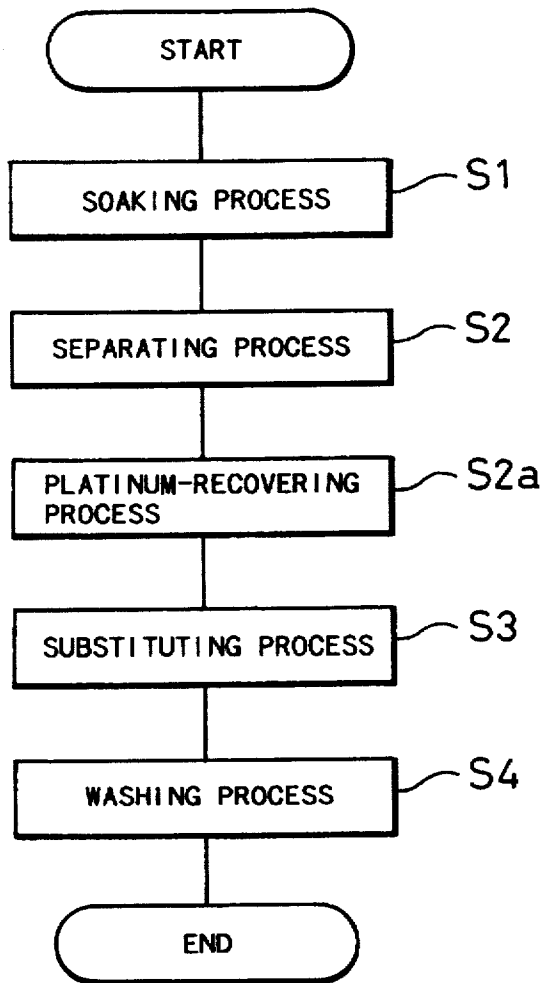 START
SOAKING PROCESS
S1
SEPARATING PROCESS
S2
PLATINUM-RECOVERING
PROCESS
S2a
SUBSTITUTING PROCESS
S3
WASHING PROCESS
S4
END